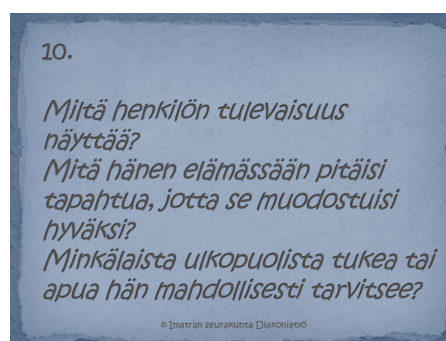 10.
Miltä henkilön tulevaisuus
näyttää?
Mitä hänen elämässään pitäisi
tapahtua, jotta se muodostuisi
hyväksi?
Minkälaista ulkopuolista tukea tai
apua hän mahdollisesti tarvitsee?
© Imatran seurakunta Diakoniatyö